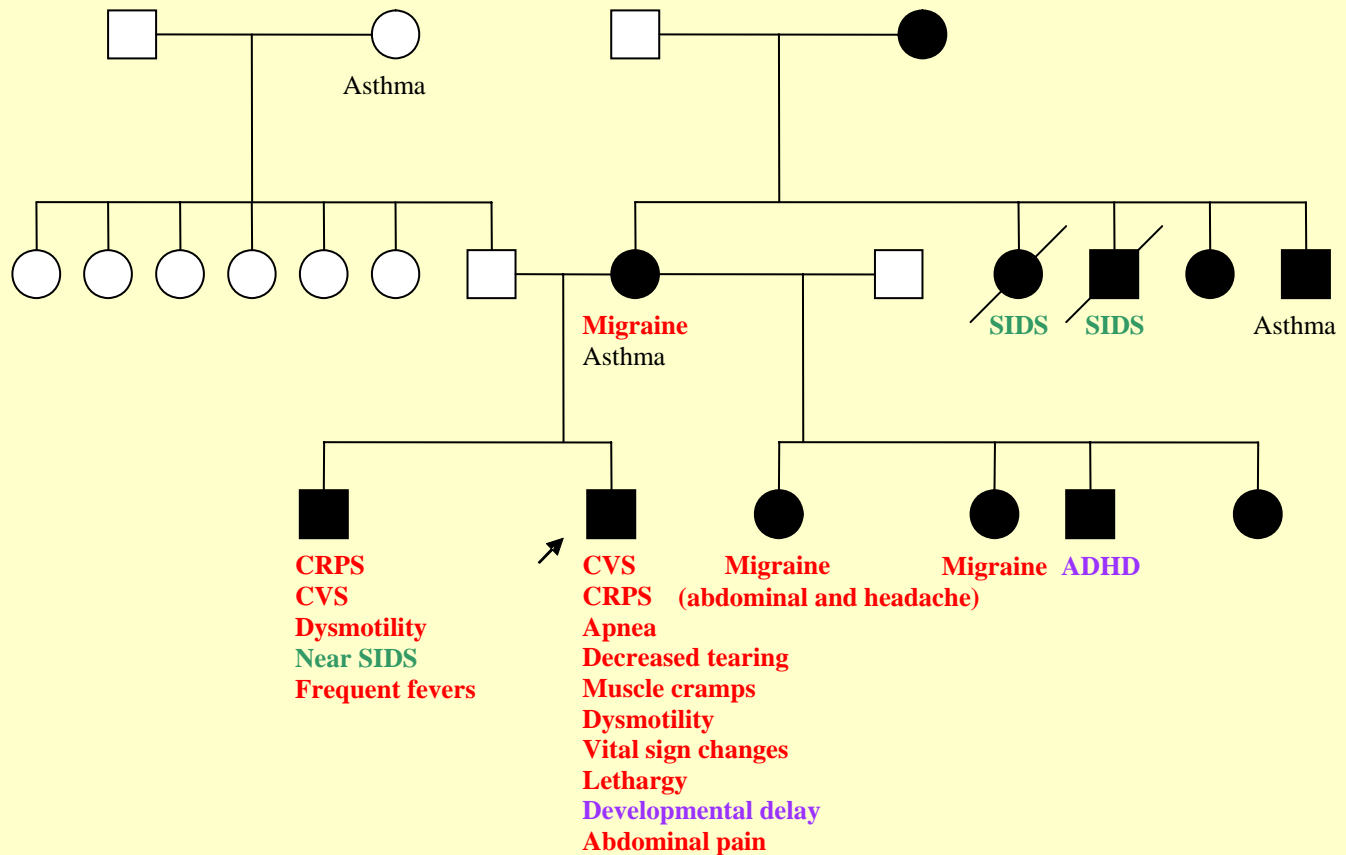 Asthma
Migraine
Asthma
SIDS
SIDS
Asthma
CRPS
CVS
Dysmotility
Near SIDS
Frequent fevers
CVS
CRPS
Apnea
Decreased tearing
Muscle cramps
Dysmotility
Vital sign changes
Lethargy
Developmental delay
Abdominal pain
Migraine
(abdominal and headache)
Migraine
ADHD